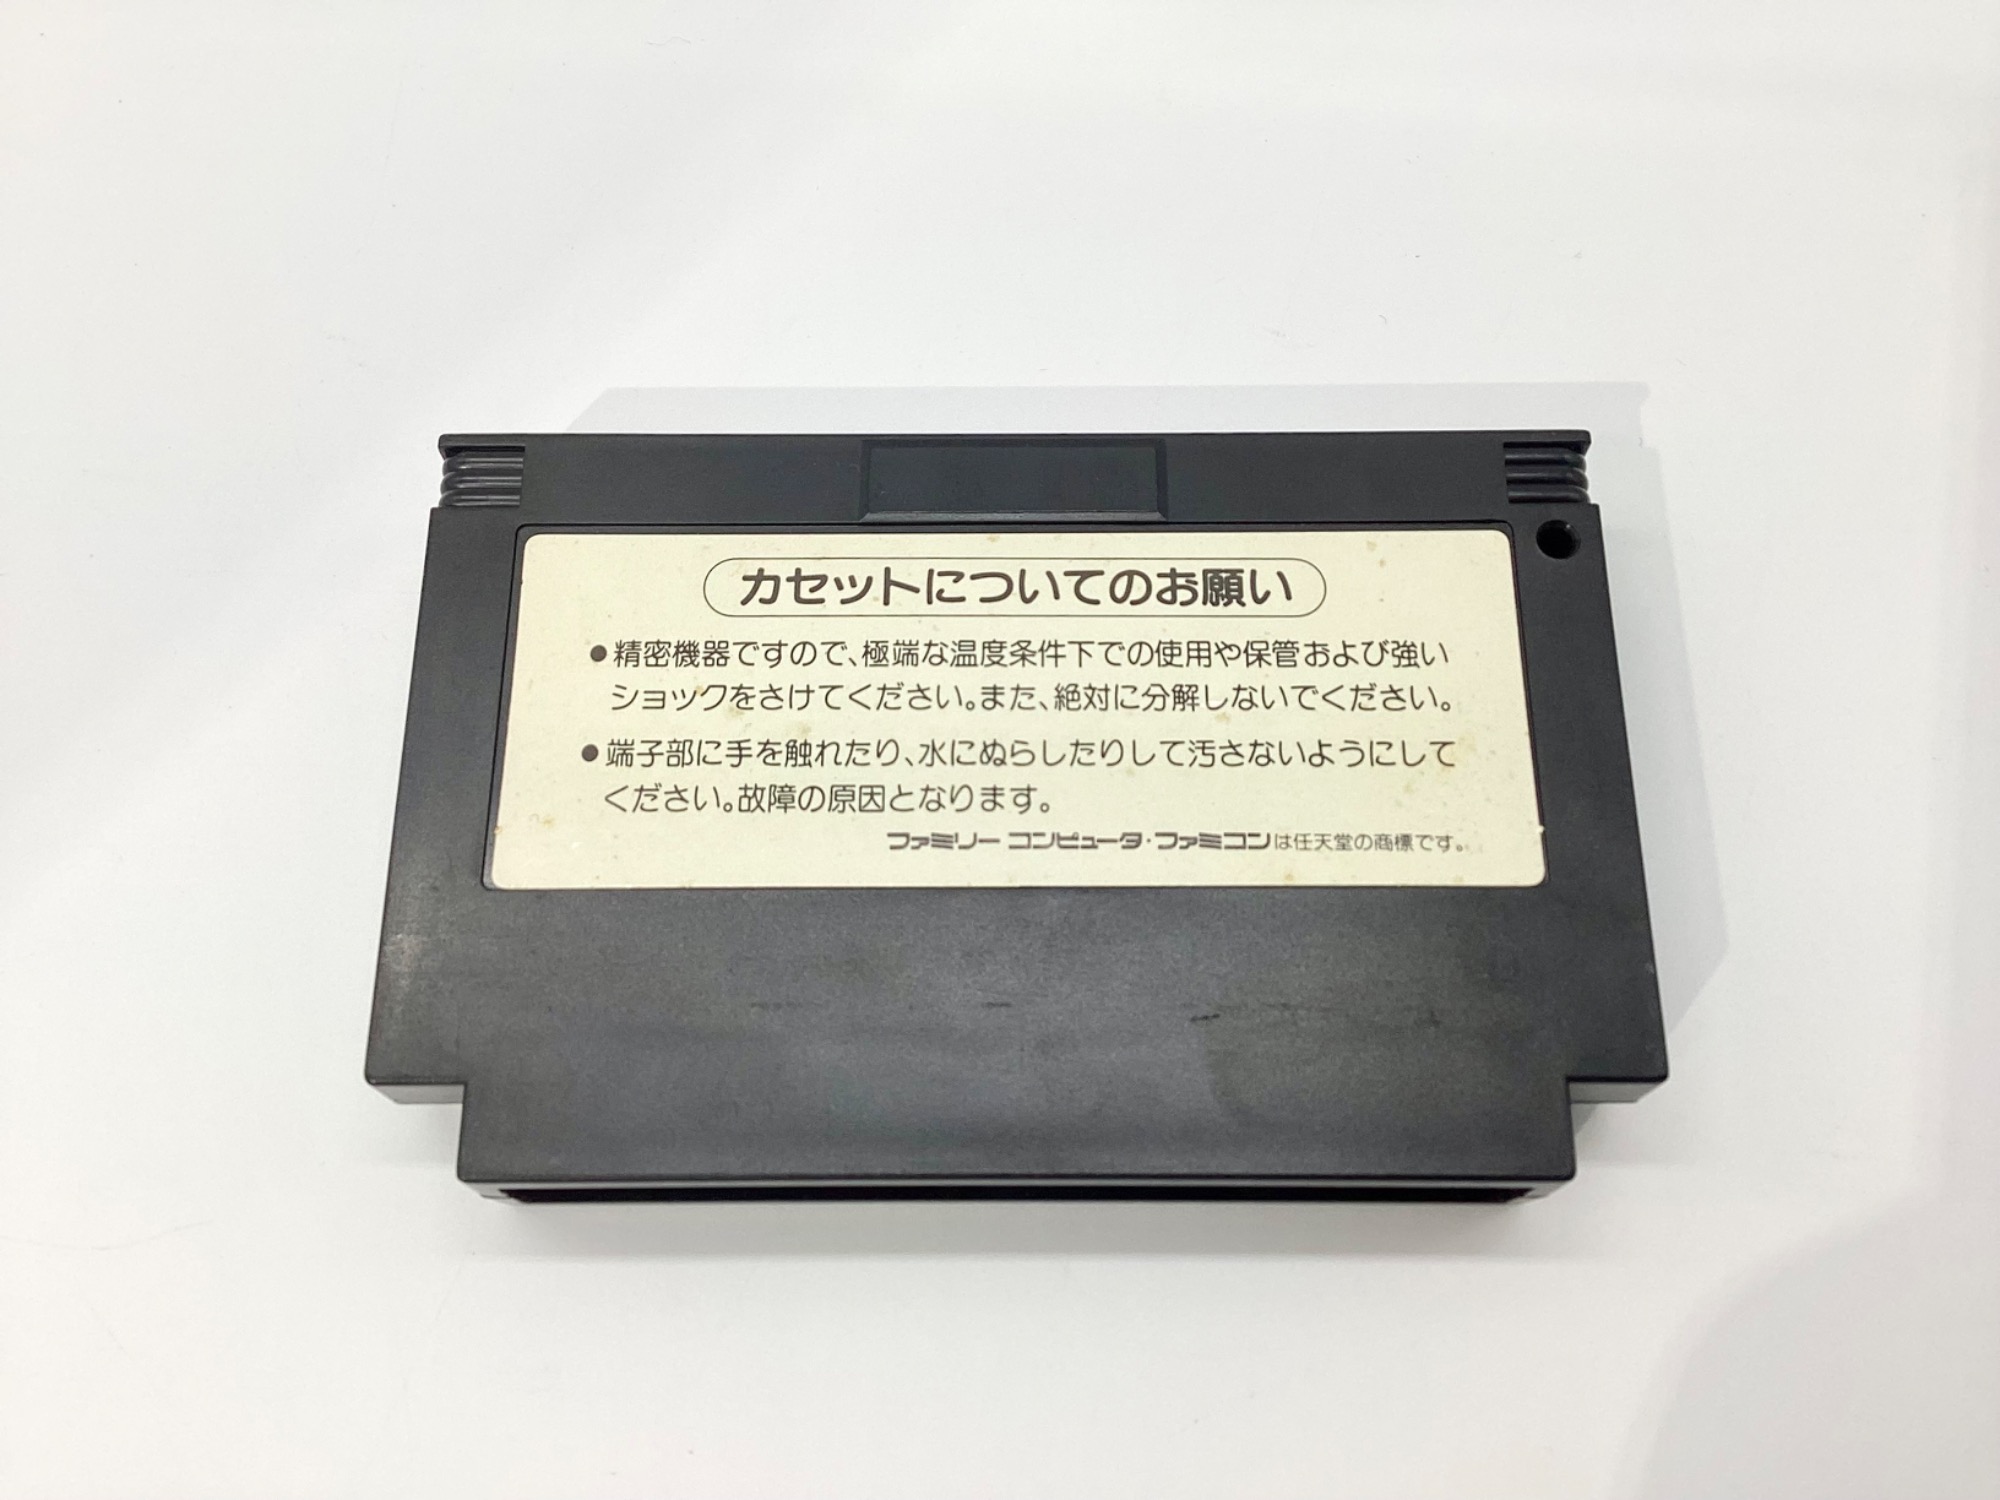 カセットについてのお願い
●精密機器ですので、極端な温度条件下での使用や保管および強い
ショックをさけてください。また、絶対に分解しないでください。
●端子部に手を触れたり、水にぬらしたりして汚さないようにして
ください。故障の原因となります。
ファミリー コンピュータ・ファミコンは任天堂の商標です。